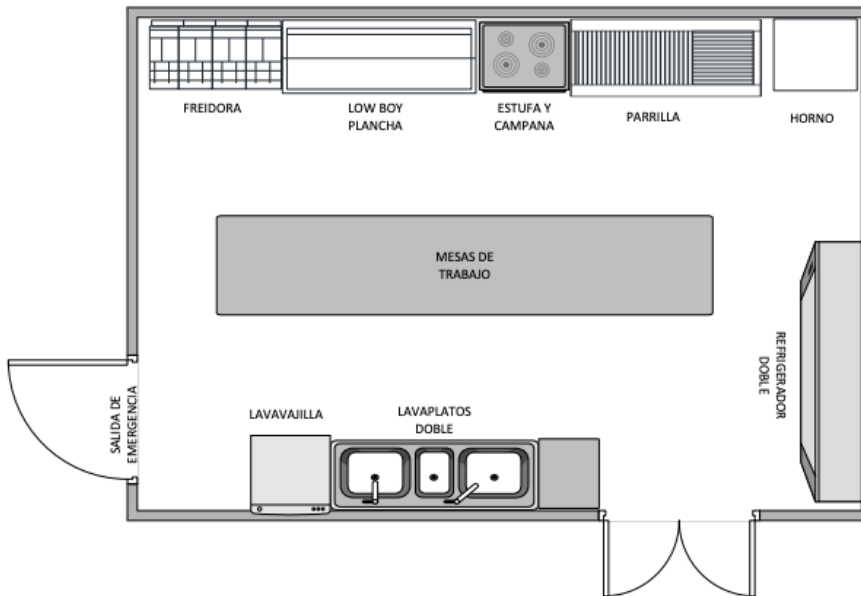 FREIDORA
LOW BOY
PLANCHA
ESTUFA Y
CAMPANA
PARRILLA
HORNO
MESAS DE
TRABAJO
REFRIGERADOR
DOBLE
SALIDA DE
EMERGENCIA
LAVAVAJILLA
LAVAPLATOS
DOBLE